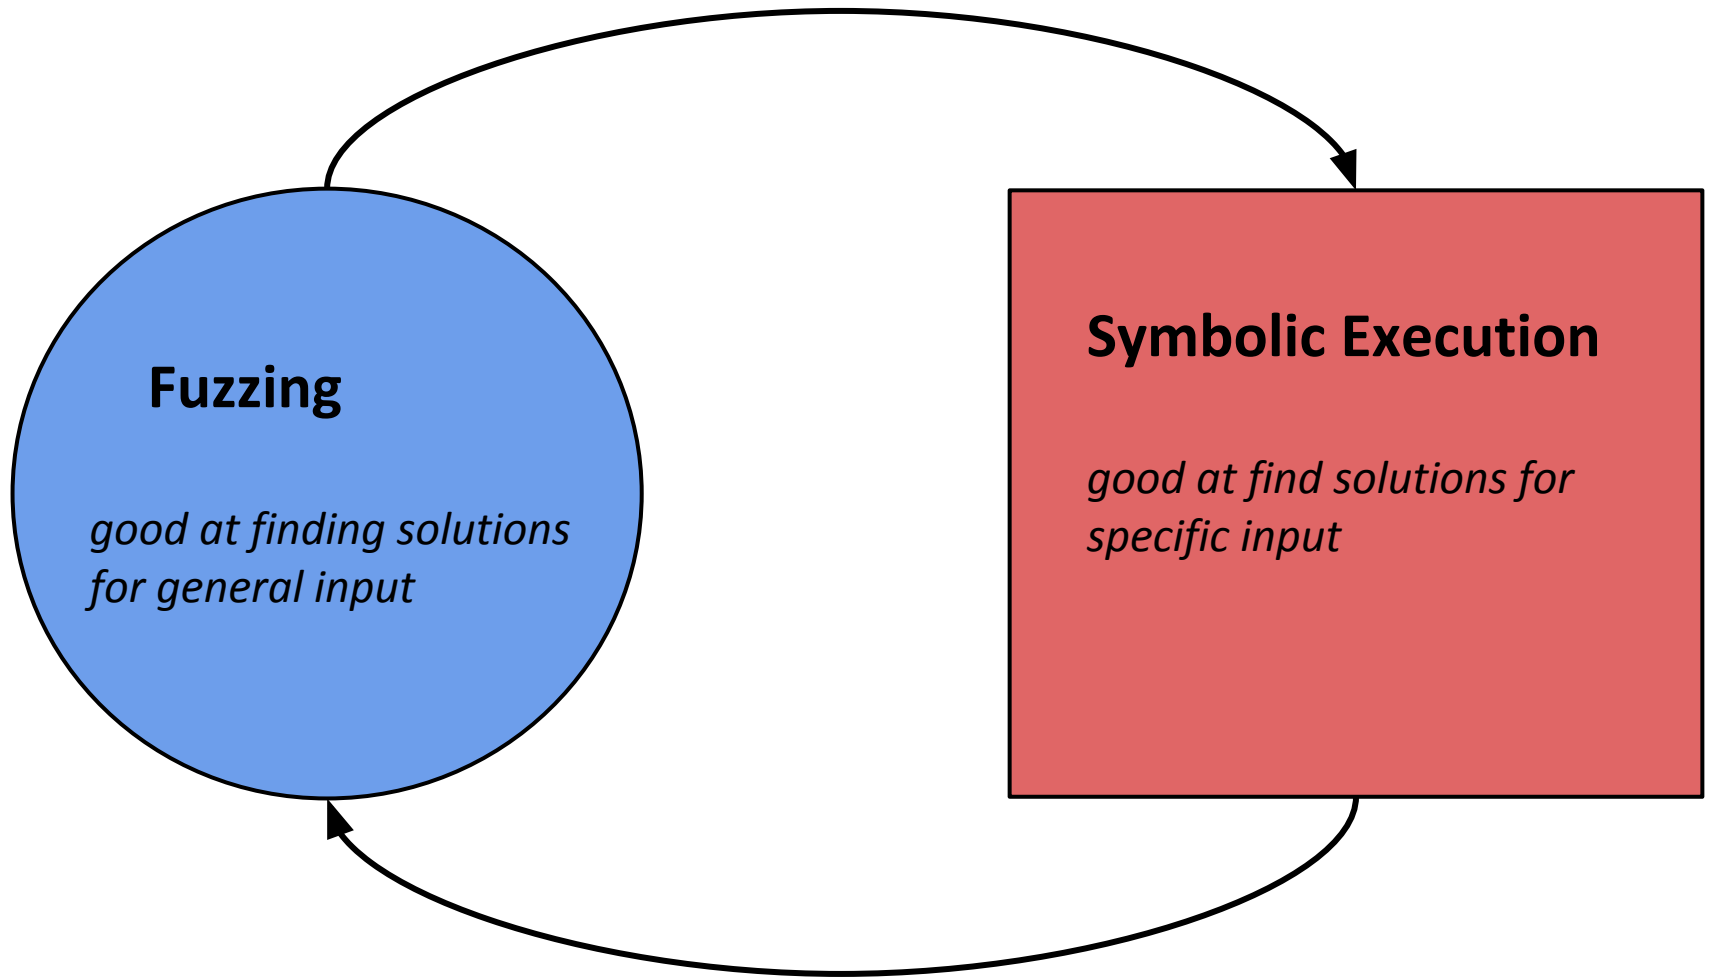 Fuzzing
good at finding solutions
for general input
Symbolic Execution
good at find solutions for
specific input